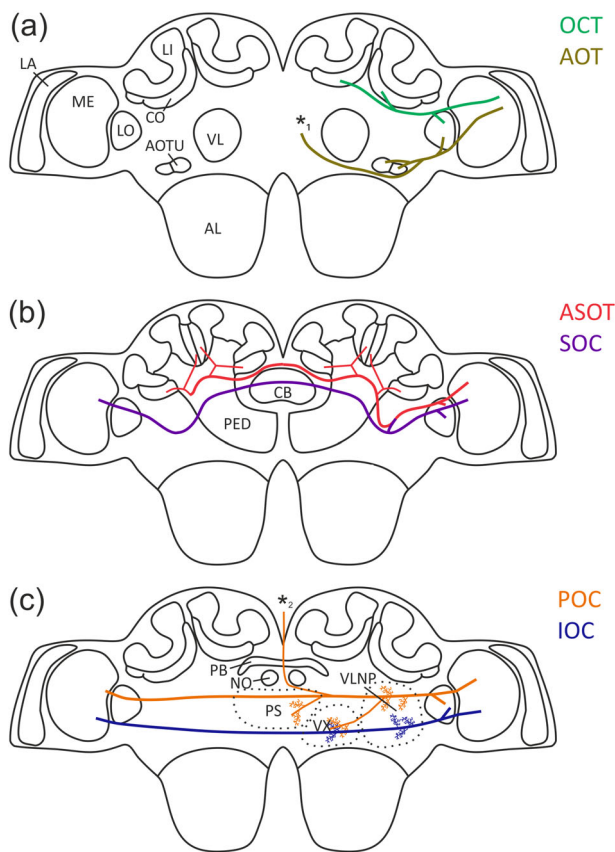 (a)
OCT
AOT
LA
LI
ME
CO
LO
VL
*1
AOTU
AL
(b)
ASOT
SOC
CB
PED
(c)
POC
IOC
*2
PB
NO
VLNP
PS
VX